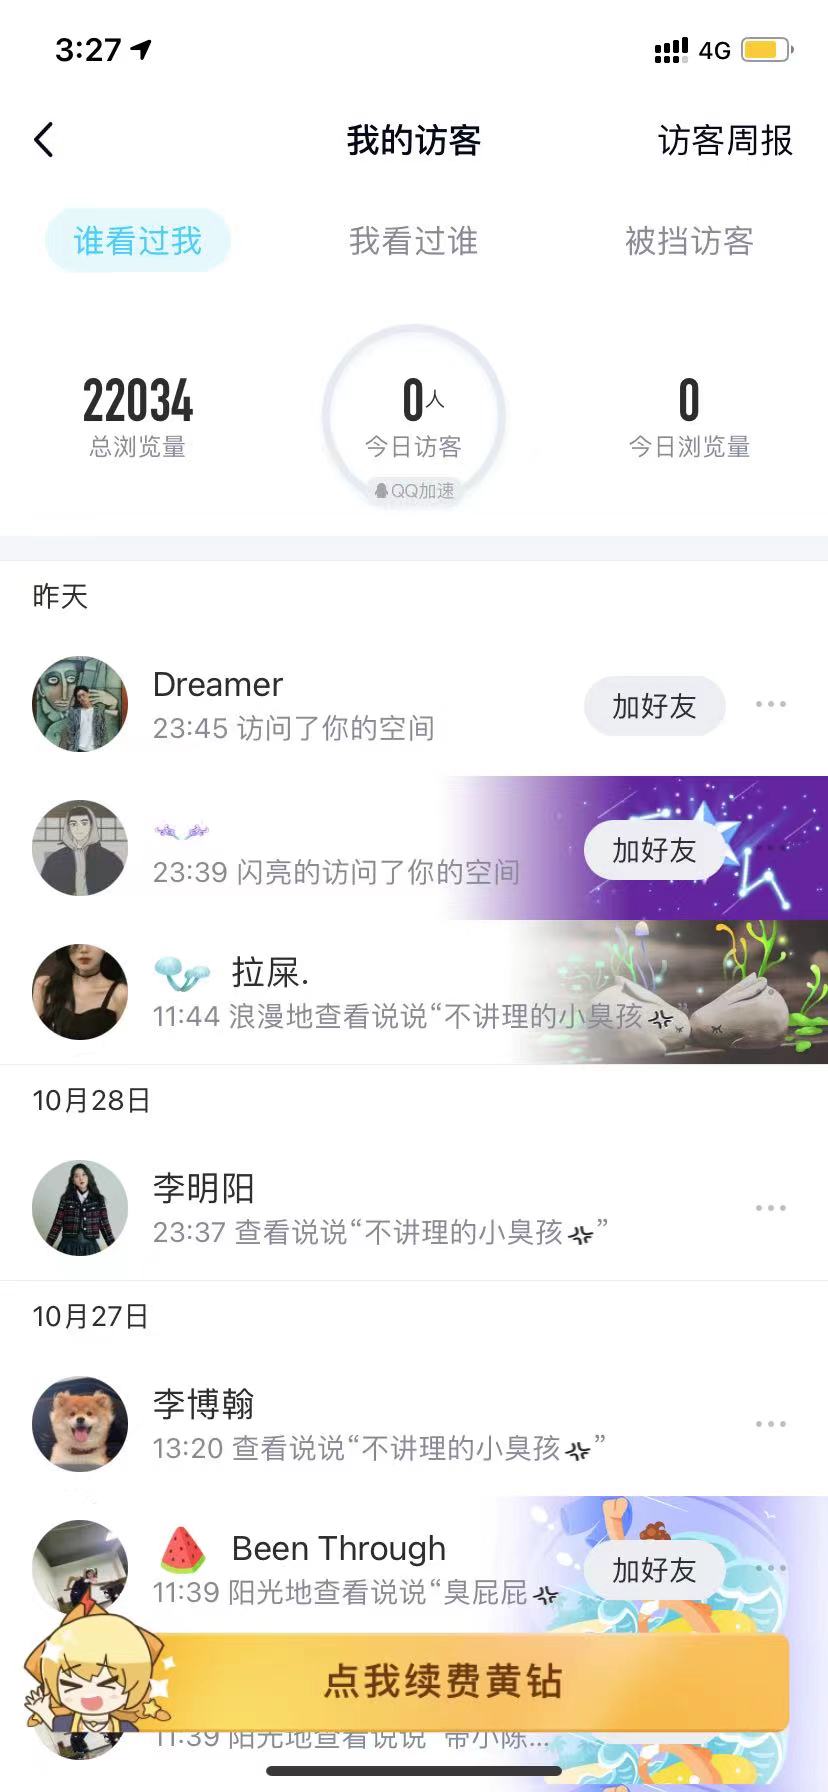 3:27 4G
我的访客 访客周报
谁看过我 我看过谁 被挡访客
22034 0人 0
总浏览量 今日访客 今日浏览量
QQ加速
昨天
Dreamer
23:45 访问了你的空间
加好友
23:39 闪亮的访问了你的空间
加好友
拉屎.
11:44 浪漫地查看说说“不讲理的小臭孩💢”
10月28日
李明阳
23:37 查看说说“不讲理的小臭孩💢”
10月27日
李博翰
13:20 查看说说“不讲理的小臭孩💢”
Been Through
11:39 阳光地查看说说“臭屁屁💢
加好友
点我续费黄钻
11:39 阳光地查看说说“带小陈...